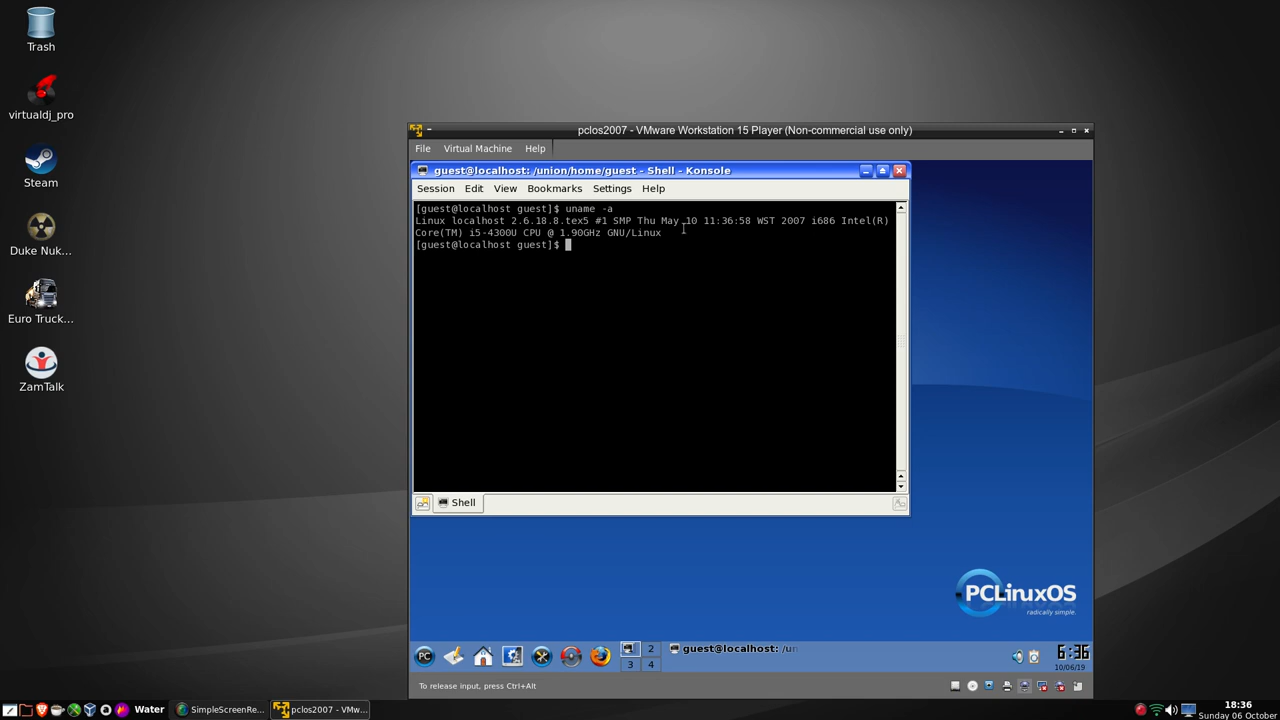 Trash
virtualdj_pro
Steam
Duke Nuk...
Euro Truck...
ZamTalk
pclos2007 - VMware Workstation 15 Player (Non-commercial use only)
File Virtual Machine Help
guest@localhost: /union/home/guest - Shell - Konsole
Session Edit View Bookmarks Settings Help
[guest@localhost guest]$ uname -a
Linux localhost 2.6.18.8.tex5 #1 SMP Thu May 10 11:36:58 WST 2007 i686 Intel(R)
Core(TM) i5-4300U CPU @ 1.90GHz GNU/Linux
[guest@localhost guest]$
Shell
PCLinuxOS
radically simple.
PC
2
3 4
guest@localhost: /un
6:36
10/06/19
To release input, press Ctrl+Alt
Water
SimpleScreenRe...
pclos2007 - VMw...
18:36
Sunday 06 October